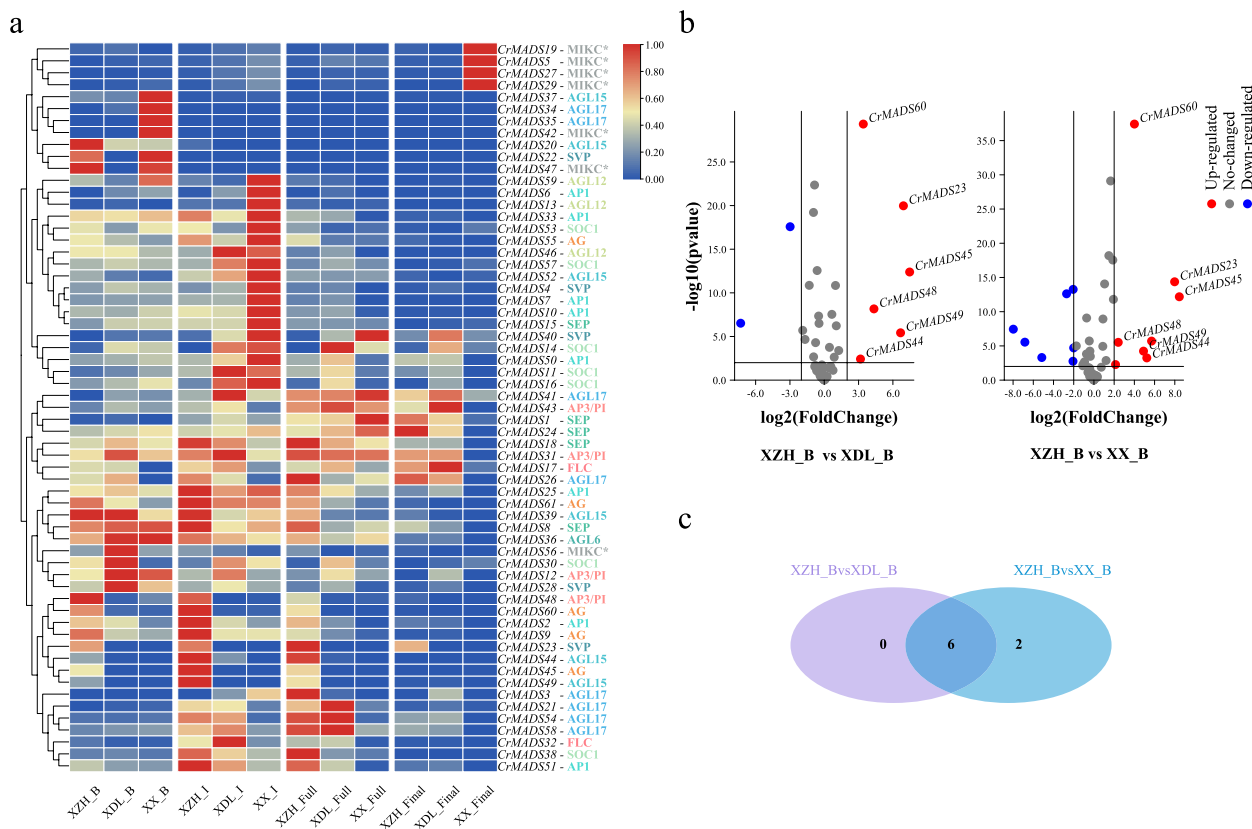 a
CrMADS19 - MIKC*
CrMADS5 - MIKC*
CrMADS27 - MIKC*
CrMADS29 - MIKC*
CrMADS37 - AGL15
CrMADS34 - AGL17
CrMADS35 - AGL17
CrMADS42 - MIKC*
CrMADS20 - AGL15
CrMADS22 - SVP
CrMADS47 - MIKC*
CrMADS59 - AGL12
CrMADS6 - AP1
CrMADS13 - AGL12
CrMADS33 - AP1
CrMADS53 - SOC1
CrMADS55 - AG
CrMADS46 - AGL12
CrMADS57 - SOC1
CrMADS52 - AGL15
CrMADS4 - SVP
CrMADS7 - AP1
CrMADS10 - AP1
CrMADS15 - SEP
CrMADS40 - SVP
CrMADS14 - SOC1
CrMADS50 - AP1
CrMADS11 - SOC1
CrMADS16 - SOC1
CrMADS41 - AGL17
CrMADS43 - AP3/PI
CrMADS1 - SEP
CrMADS24 - SEP
CrMADS18 - SEP
CrMADS31 - AP3/PI
CrMADS17 - FLC
CrMADS26 - AGL17
CrMADS25 - AP1
CrMADS61 - AG
CrMADS39 - AGL15
CrMADS8 - SEP
CrMADS36 - AGL6
CrMADS56 - MIKC*
CrMADS30 - SOC1
CrMADS12 - AP3/PI
CrMADS28 - SVP
CrMADS48 - AP3/PI
CrMADS60 - AG
CrMADS2 - AP1
CrMADS9 - AG
CrMADS23 - SVP
CrMADS44 - AGL15
CrMADS45 - AG
CrMADS49 - AGL15
CrMADS3 - AGL17
CrMADS21 - AGL17
CrMADS54 - AGL17
CrMADS58 - AGL17
CrMADS32 - FLC
CrMADS38 - SOC1
CrMADS51 - AP1
XZH_B XDL_B XX_B XZH_I XDL_I XX_I XZH_Full XDL_Full XX_Full XZH_Final XDL_Final XX_Final
1.00
0.80
0.60
0.40
0.20
0.00
b
-log10(pvalue)
25.0
20.0
15.0
10.0
5.0
0.0
CrMADS60
CrMADS23
CrMADS45
CrMADS48
CrMADS49
CrMADS44
-6.0 -3.0 0.0 3.0 6.0
log2(FoldChange)
XZH_B vs XDL_B
35.0
30.0
25.0
20.0
15.0
10.0
5.0
0.0
CrMADS60
CrMADS23
CrMADS45
CrMADS48
CrMADS49
CrMADS44
-8.0 -6.0 -4.0 -2.0 0.0 2.0 4.0 6.0 8.0
log2(FoldChange)
XZH_B vs XX_B
Up-regulated
No-changed
Down-regulated
c
XZH_BvsXDL_B XZH_BvsXX_B
0 6 2